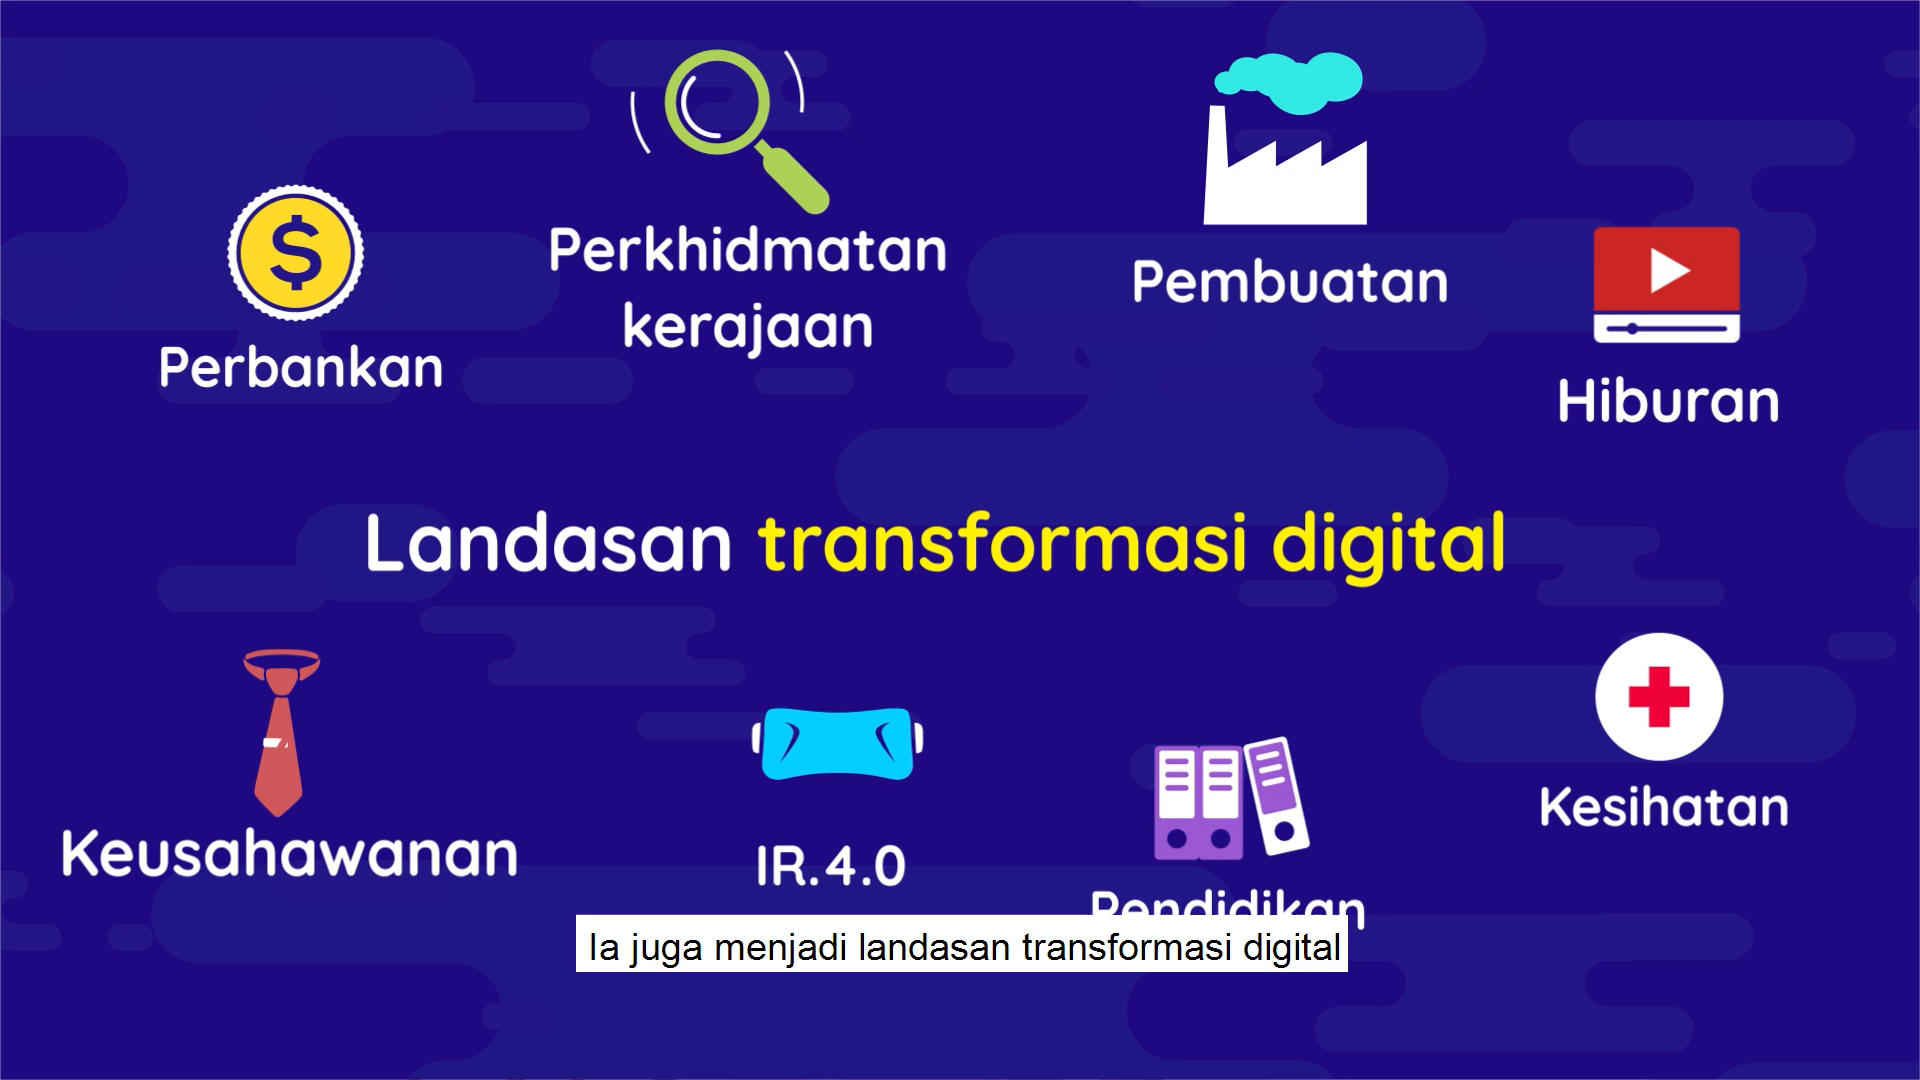 Perkhidmatan
kerajaan
Pembuatan
Perbankan
Hiburan
Landasan transformasi digital
Keusahawanan
IR.4.0
Pendidikan
Kesihatan
Ia juga menjadi landasan transformasi digital